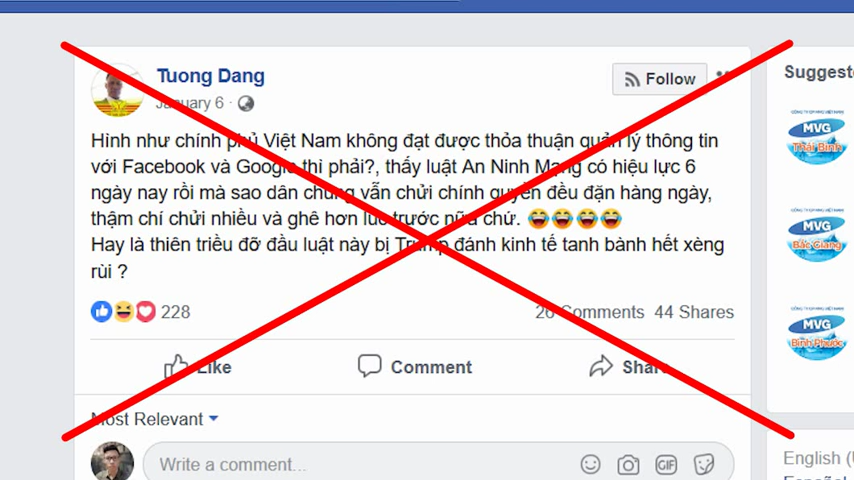 Tuong Dang
January 6
Follow
Hình như chính phủ Việt Nam không đạt được thỏa thuận quản lý thông tin
với Facebook và Google thì phải?, thấy luật An Ninh Mạng có hiệu lực 6
ngày nay rồi mà sao dân chúng vẫn chửi chính quyền đều đặn hàng ngày,
thậm chí chửi nhiều và ghê hơn lúc trước nữa chứ. 😂😂😂😂
Hay là thiên triều đỡ đầu luật này bị Trump đánh kinh tế tanh bành hết xèng
rùi ?
228
26 Comments 44 Shares
Like Comment Share
Most Relevant
Write a comment...
GIF
Suggeste
MVG
Thái Bình
MVG
Bắc Giang
MVG
Bình Phước
English (